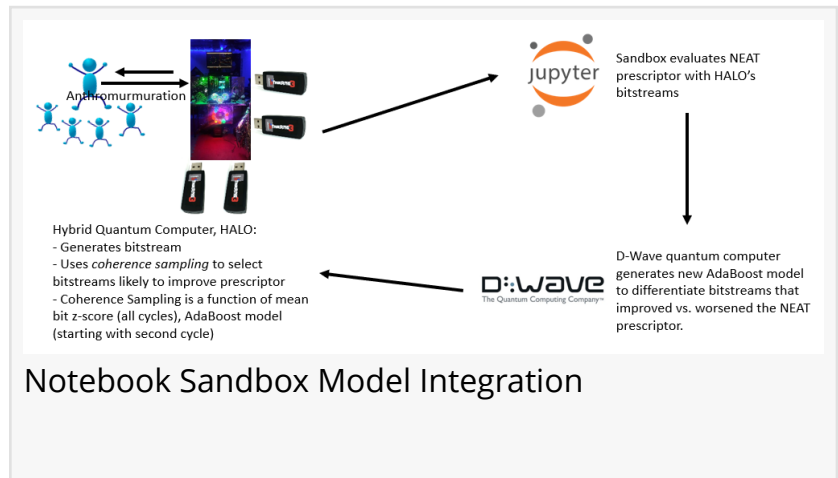 Anthromurmuration
jupyter
Sandbox evaluates NEAT
prescriptor with HALO's
bitstreams
Hybrid Quantum Computer, HALO:
- Generates bitstream
- Uses coherence sampling to select
bitstreams likely to improve prescriptor
- Coherence Sampling is a function of mean
bit z-score (all cycles), AdaBoost model
(starting with second cycle)
D:Wave
The Quantum Computing Company™
D-Wave quantum computer
generates new AdaBoost model
to differentiate bitstreams that
improved vs. worsened the NEAT
prescriptor.
Notebook Sandbox Model Integration